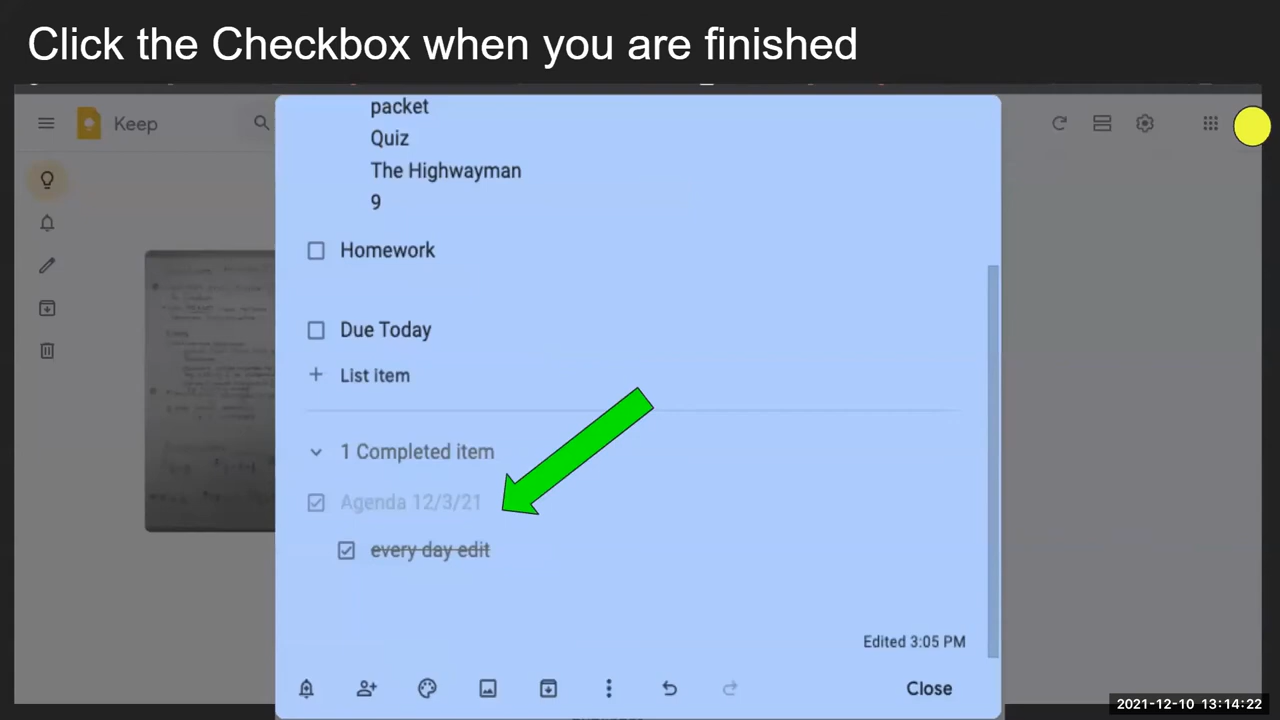 Click the Checkbox when you are finished
Keep
packet
Quiz
The Highwayman
9
Homework
Due Today
+ List item
1 Completed item
Agenda 12/3/21
every day edit
Edited 3:05 PM
Close
2021-12-10 13:14:22